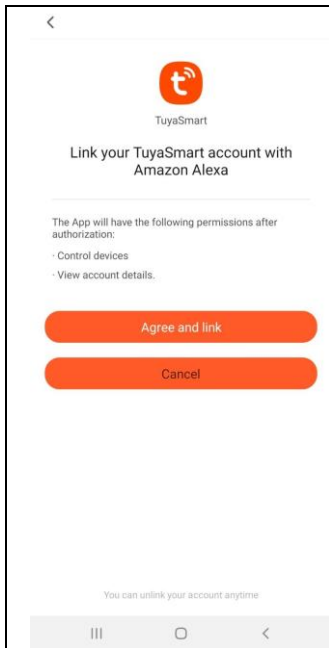 TuyaSmart
Link your TuyaSmart account with
Amazon Alexa
The App will have the following permissions after
authorization:
· Control devices
· View account details.
Agree and link
Cancel
You can unlink your account anytime